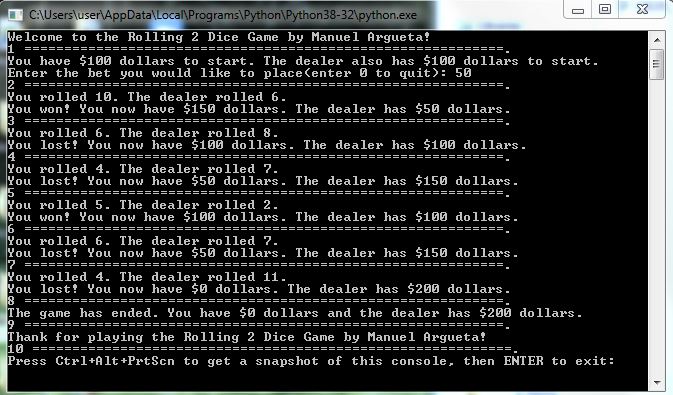 C:\Users\user\AppData\Local\Programs\Python\Python38-32\python.exe
Welcome to the Rolling 2 Dice Game by Manuel Argueta!
1 ============================================================.
You have $100 dollars to start. The dealer also has $100 dollars to start.
Enter the bet you would like to place(enter 0 to quit): 50
2 ============================================================.
You rolled 10. The dealer rolled 6.
You won! You now have $150 dollars. The dealer has $50 dollars.
3 ============================================================.
You rolled 6. The dealer rolled 8.
You lost! You now have $100 dollars. The dealer has $100 dollars.
4 ============================================================.
You rolled 4. The dealer rolled 7.
You lost! You now have $50 dollars. The dealer has $150 dollars.
5 ============================================================.
You rolled 5. The dealer rolled 2.
You won! You now have $100 dollars. The dealer has $100 dollars.
6 ============================================================.
You rolled 6. The dealer rolled 7.
You lost! You now have $50 dollars. The dealer has $150 dollars.
7 ============================================================.
You rolled 4. The dealer rolled 11.
You lost! You now have $0 dollars. The dealer has $200 dollars.
8 ============================================================.
The game has ended. You have $0 dollars and the dealer has $200 dollars.
9 ============================================================.
Thank for playing the Rolling 2 Dice Game by Manuel Argueta!
10 ============================================================.
Press Ctrl+Alt+PrtScn to get a snapshot of this console, then ENTER to exit: